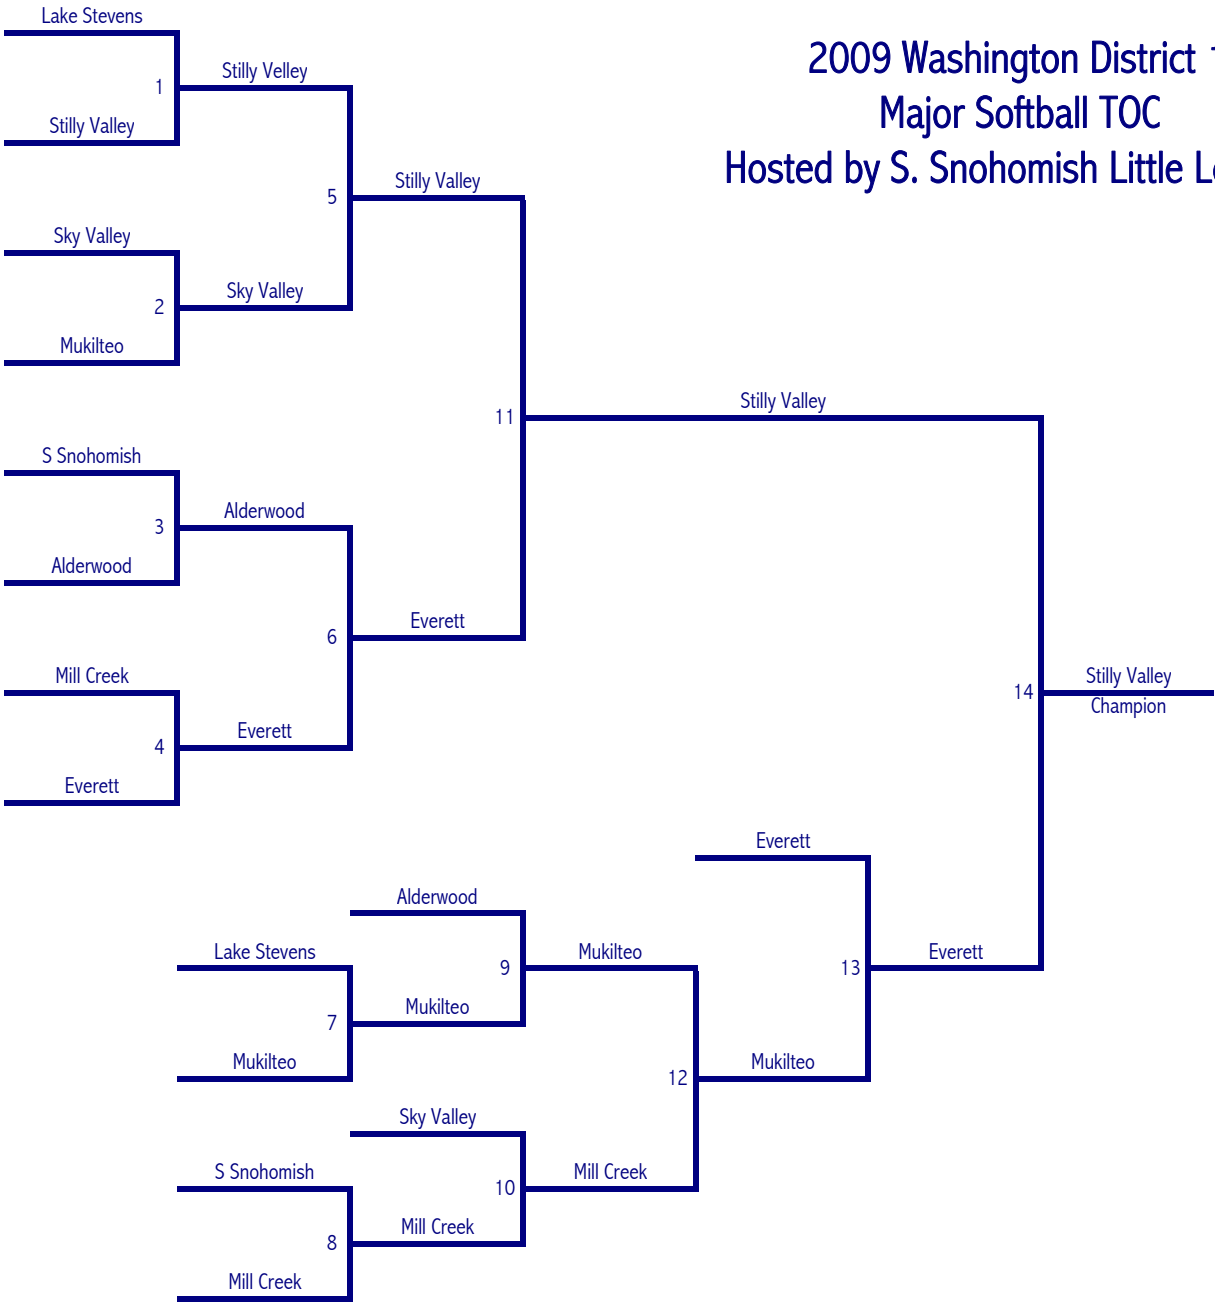 Lake Stevens
2009 Washington District
1
Stilly Velley
Major Softball TOC
Stilly Valley
Hosted by S. Snohomish Little
5
Stilly Valley
Sky Valley
2
Sky Valley
Mukilteo
11
Stilly Valley
S Snohomish
3
Alderwood
Alderwood
6
Everett
Mill Creek
14
Stilly Valley
Champion
4
Everett
Everett
Everett
Alderwood
Lake Stevens
9
Mukilteo
13
Everett
7
Mukilteo
Mukilteo
12
Mukilteo
Sky Valley
S Snohomish
10
Mill Creek
8
Mill Creek
Mill Creek